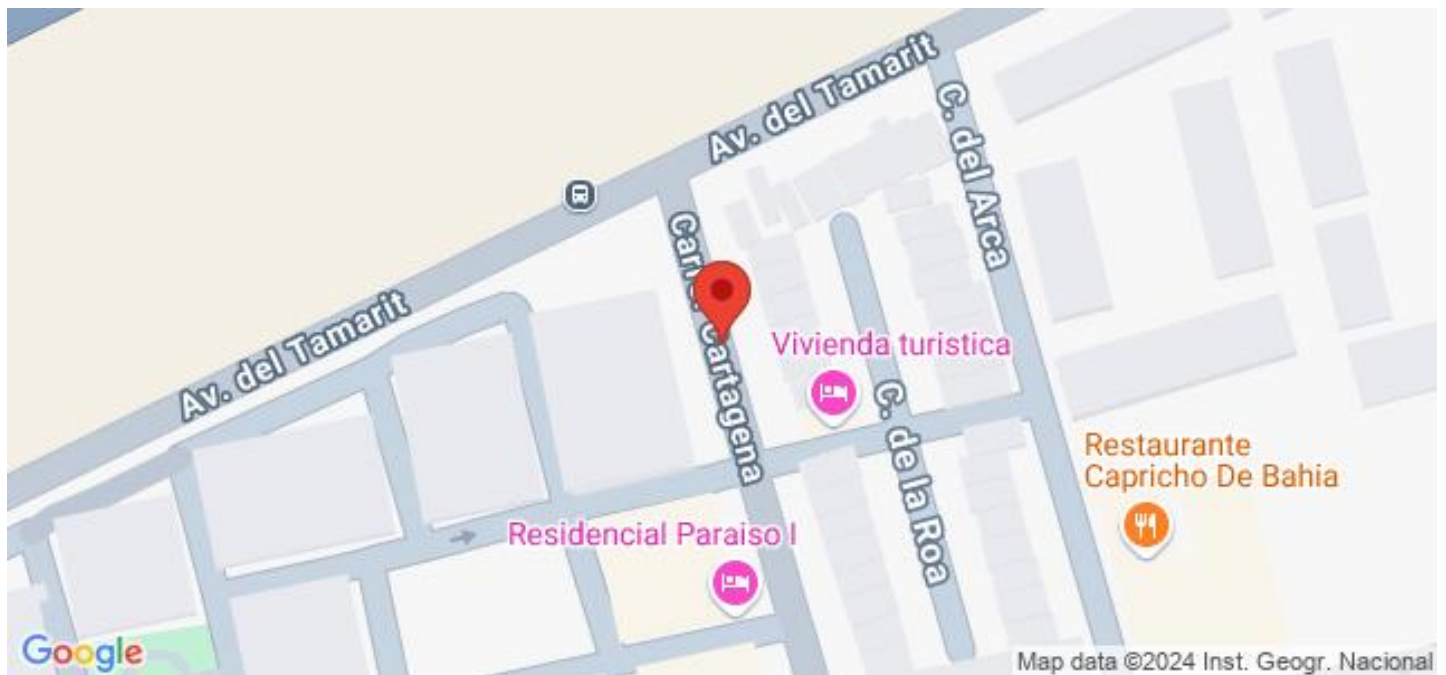 Av. del Tamarit
C. del Arca
Cartagena
Av. del Tamarit
Vivienda turistica
C. de la Roa
Restaurante
Capricho De Bahia
Residencial Paraiso I
Google
Map data ©2024 Inst. Geogr. Nacional